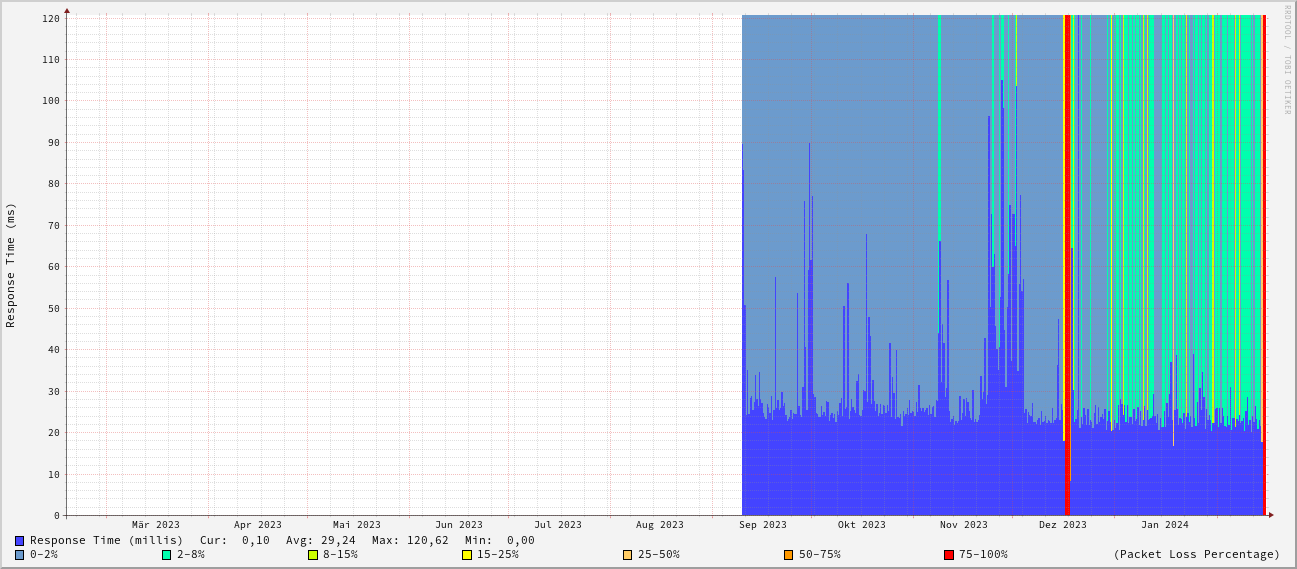 RRDTOOL / TOBI OETIKER
Response Time (ms)
120
110
100
90
80
70
60
50
40
30
20
10
0
Mär 2023 Apr 2023 Mai 2023 Jun 2023 Jul 2023 Aug 2023 Sep 2023 Okt 2023 Nov 2023 Dez 2023 Jan 2024
Response Time (millis) Cur: 0,10 Avg: 29,24 Max: 120,62 Min: 0,00
0-2% 2-8% 8-15% 15-25% 25-50% 50-75% 75-100% (Packet Loss Percentage)